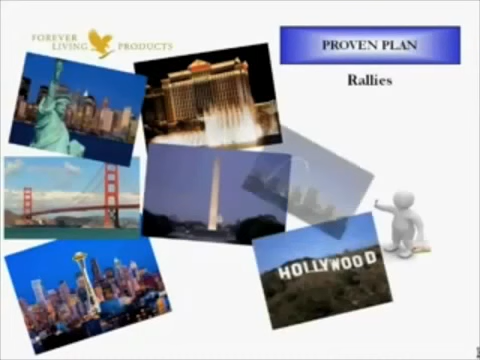 FOREVER
LIVING PRODUCTS
PROVEN PLAN
Rallies
HOLLYWOOD